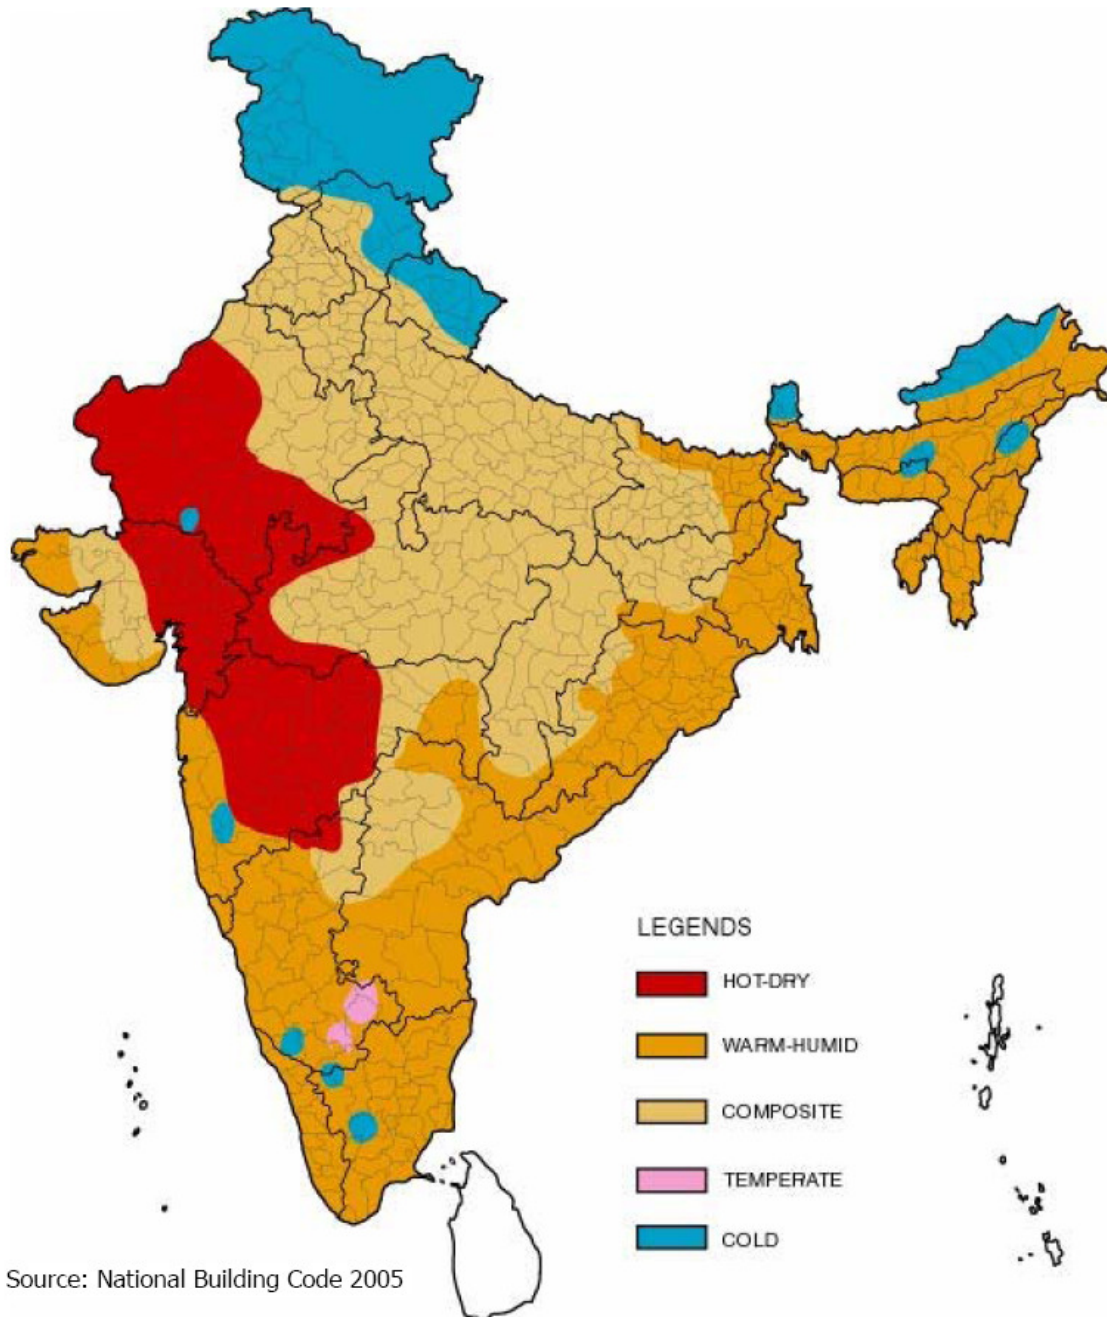 LEGENDS
HOT-DRY
WARM-HUMID
COMPOSITE
TEMPERATE
COLD
Source: National Building Code 2005